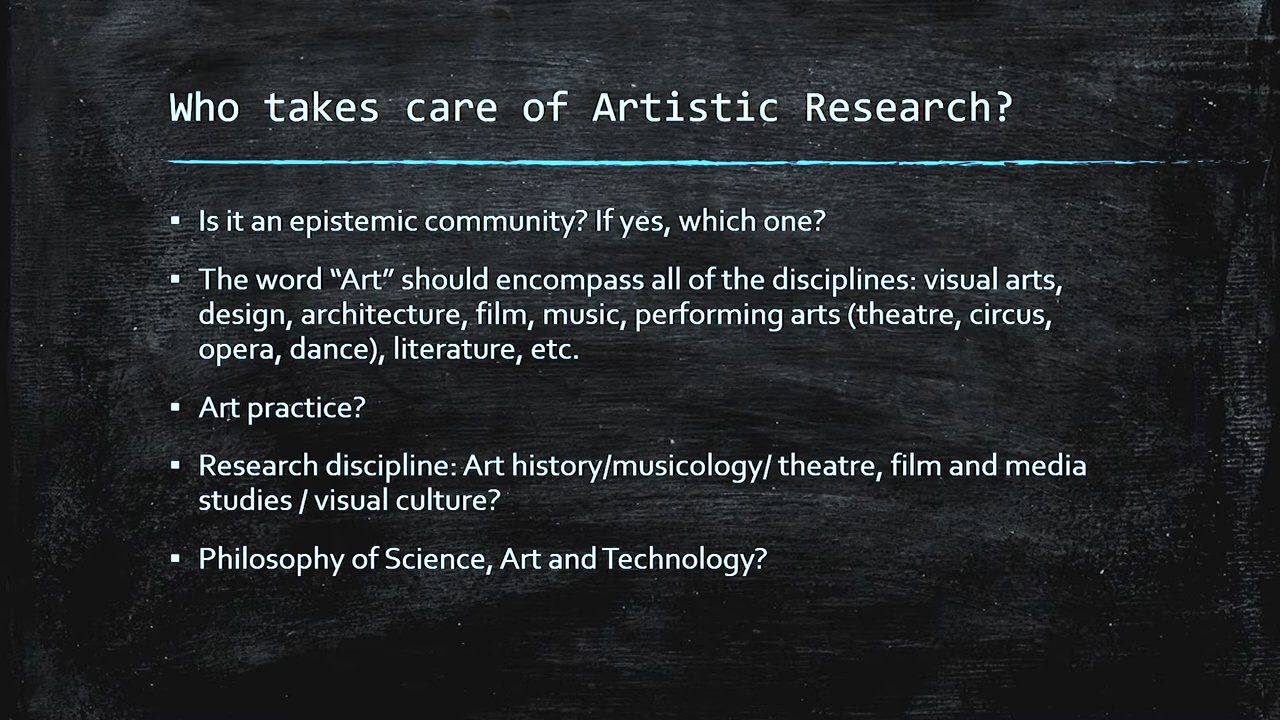 Who takes care of Artistic Research?
▪ Is it an epistemic community? If yes, which one?
▪ The word “Art” should encompass all of the disciplines: visual arts,
design, architecture, film, music, performing arts (theatre, circus,
opera, dance), literature, etc.
▪ Art practice?
▪ Research discipline: Art history/musicology/ theatre, film and media
studies / visual culture?
▪ Philosophy of Science, Art and Technology?